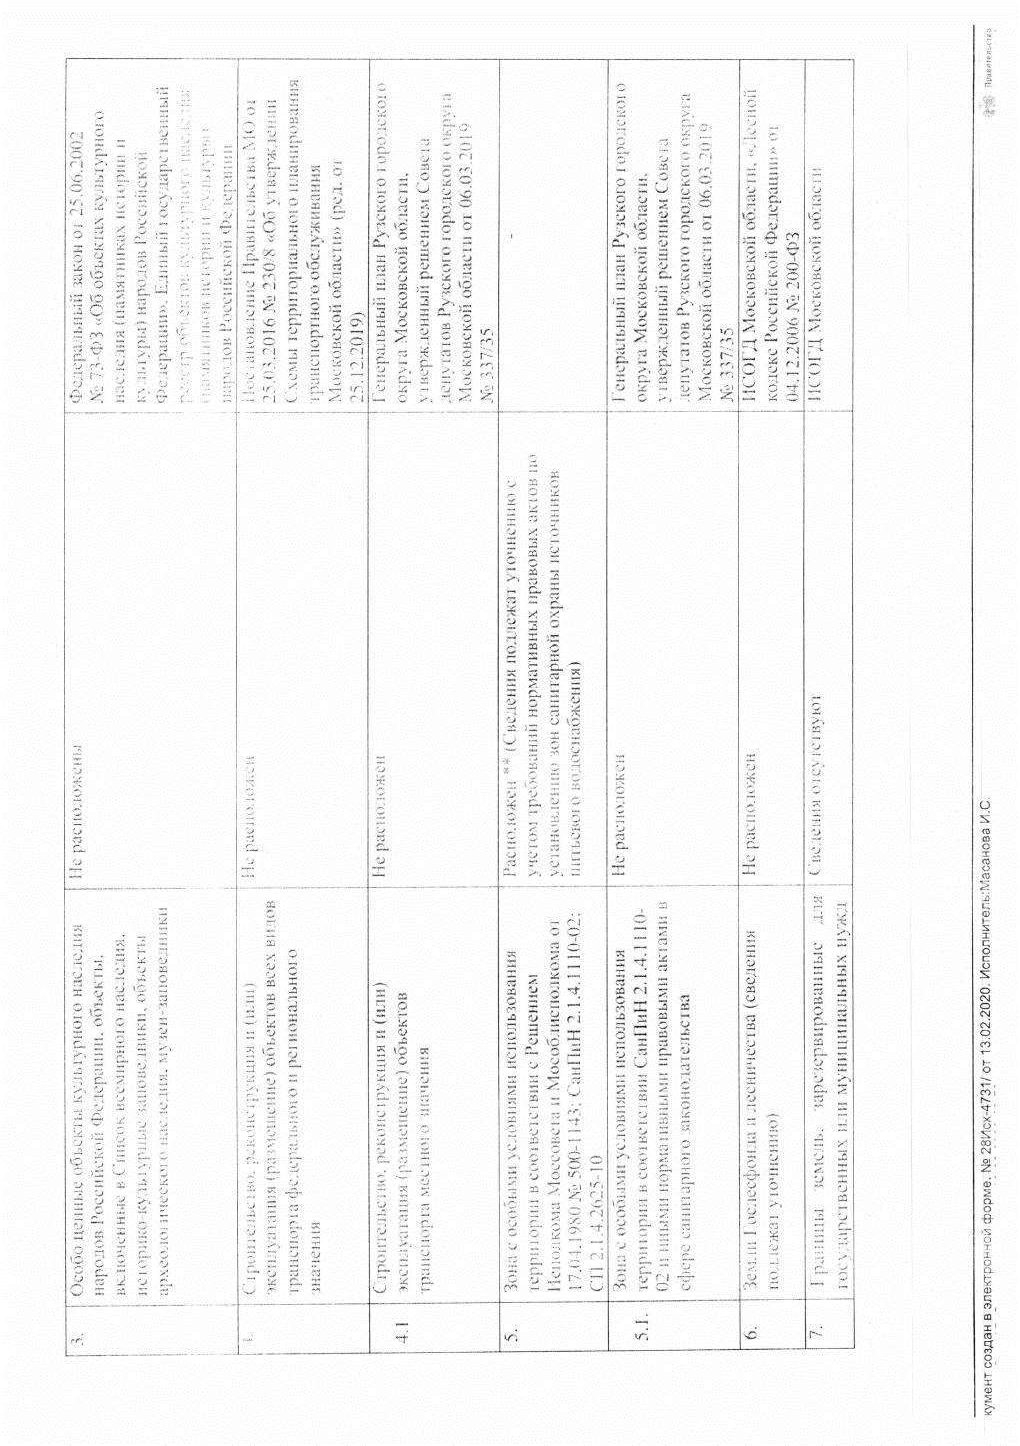 3.
Особо ценные объекты культурного наследия
народов Российской Федерации, объекты,
включенные в Список всемирного наследия,
историко-культурные заповедники, объекты
археологического наследия, музеи-заповедники
Не расположены
Федеральный закон от 25.06.2002
№ 73-ФЗ «Об объектах культурного
наследия (памятниках истории и
культуры) народов Российской
Федерации», Единый государственный
реестр объектов культурного наследия
(памятников истории и культуры)
народов Российской Федерации
Строительство, реконструкция и (или)
эксплуатация (размещение) объектов всех видов
транспорта федерального и регионального
значения
Не расположен
Постановление Правительства МО от
25.03.2016 № 230/8 «Об утверждении
Схемы территориального планирования
транспортного обслуживания
Московской области» (ред. от
25.12.2019)
4.1
Строительство, реконструкция и (или)
эксплуатация (размещение) объектов
транспорта местного значения
Не расположен
Генеральный план Рузского городского
округа Московской области,
утвержденный решением Совета
депутатов Рузского городского округа
Московской области от 06.03.2019
№ 337/35
5.
Зона с особыми условиями использования
территории в соответствии с Решением
Исполкома Моссовета и Мособлисполкома от
17.04.1980 № 500-1143; СанПиН 2.1.4.1110-02;
СП 2.1.4.2625-10
Расположен ** (Сведения подлежат уточнению с
учетом требований нормативных правовых актов по
установлению зон санитарной охраны источников
питьевого водоснабжения)
-
5.1.
Зона с особыми условиями использования
территории в соответствии СанПиН 2.1.4.1110-
02 и иными нормативными правовыми актами в
сфере санитарного законодательства
Не расположен
Генеральный план Рузского городского
округа Московской области,
утвержденный решением Совета
депутатов Рузского городского округа
Московской области от 06.03.2019
№ 337/35
6.
Земли Гослесфонда и лесничества (сведения
подлежат уточнению)
Не расположен
ИСОГД Московской области, «Лесной
кодекс Российской Федерации» от
04.12.2006 № 200-ФЗ
7.
Границы земель, зарезервированные для
государственных или муниципальных нужд
Сведения отсутствуют
ИСОГД Московской области
кумент создан в электронной форме. № 28Исх-4731/ от 13.02.2020. Исполнитель:Масанова И.С.
Правительство